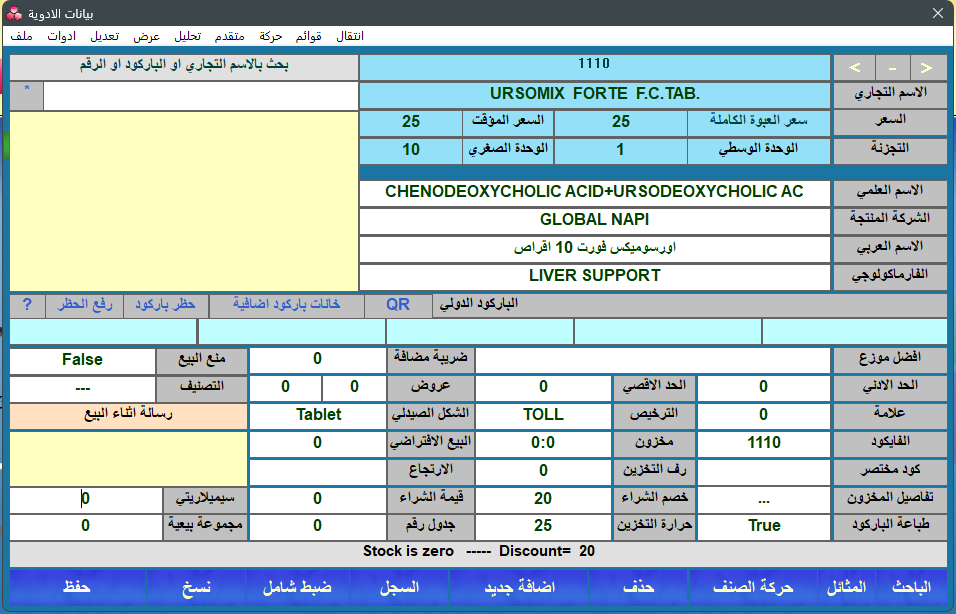 بيانات الادوية
ملف ادوات تعديل عرض تحليل متقدم حركة قوائم انتقال
< - > 1110 بحث بالاسم التجاري او الباركود او الرقم
الاسم التجاري URSOMIX FORTE F.C.TAB. *
السعر سعر العبوة الكاملة 25 السعر المؤقت 25
التجزئة الوحدة الوسطي 1 الوحدة الصغري 10
الاسم العلمي CHENODEOXYCHOLIC ACID+URSODEOXYCHOLIC AC
الشركة المنتجة GLOBAL NAPI
الاسم العربي اورسوميكس فورت 10 اقراص
الفارماكولوجي LIVER SUPPORT
الباركود الدولي QR خانات باركود اضافية حظر باركود رفع الحظر ?
افضل موزع ضريبة مضافة 0 منع البيع False
الحد الادني 0 الحد الاقصي 0 عروض 0 0 التصنيف ---
علامة 0 الترخيص TOLL الشكل الصيدلي Tablet رسالة اثناء البيع
الفايكود 1110 مخزون 0:0 البيع الافتراضي 0
كود مختصر رف التخزين 0 الارتجاع
تفاصيل المخزون ... خصم الشراء 20 قيمة الشراء 0 سيميلاريتي 0
طباعة الباركود True حرارة التخزين 25 جدول رقم 0 مجموعة بيعية 0
Stock is zero ----- Discount= 20
الباحث المثائل حركة الصنف حذف اضافة جديد السجل ضبط شامل نسخ حفظ